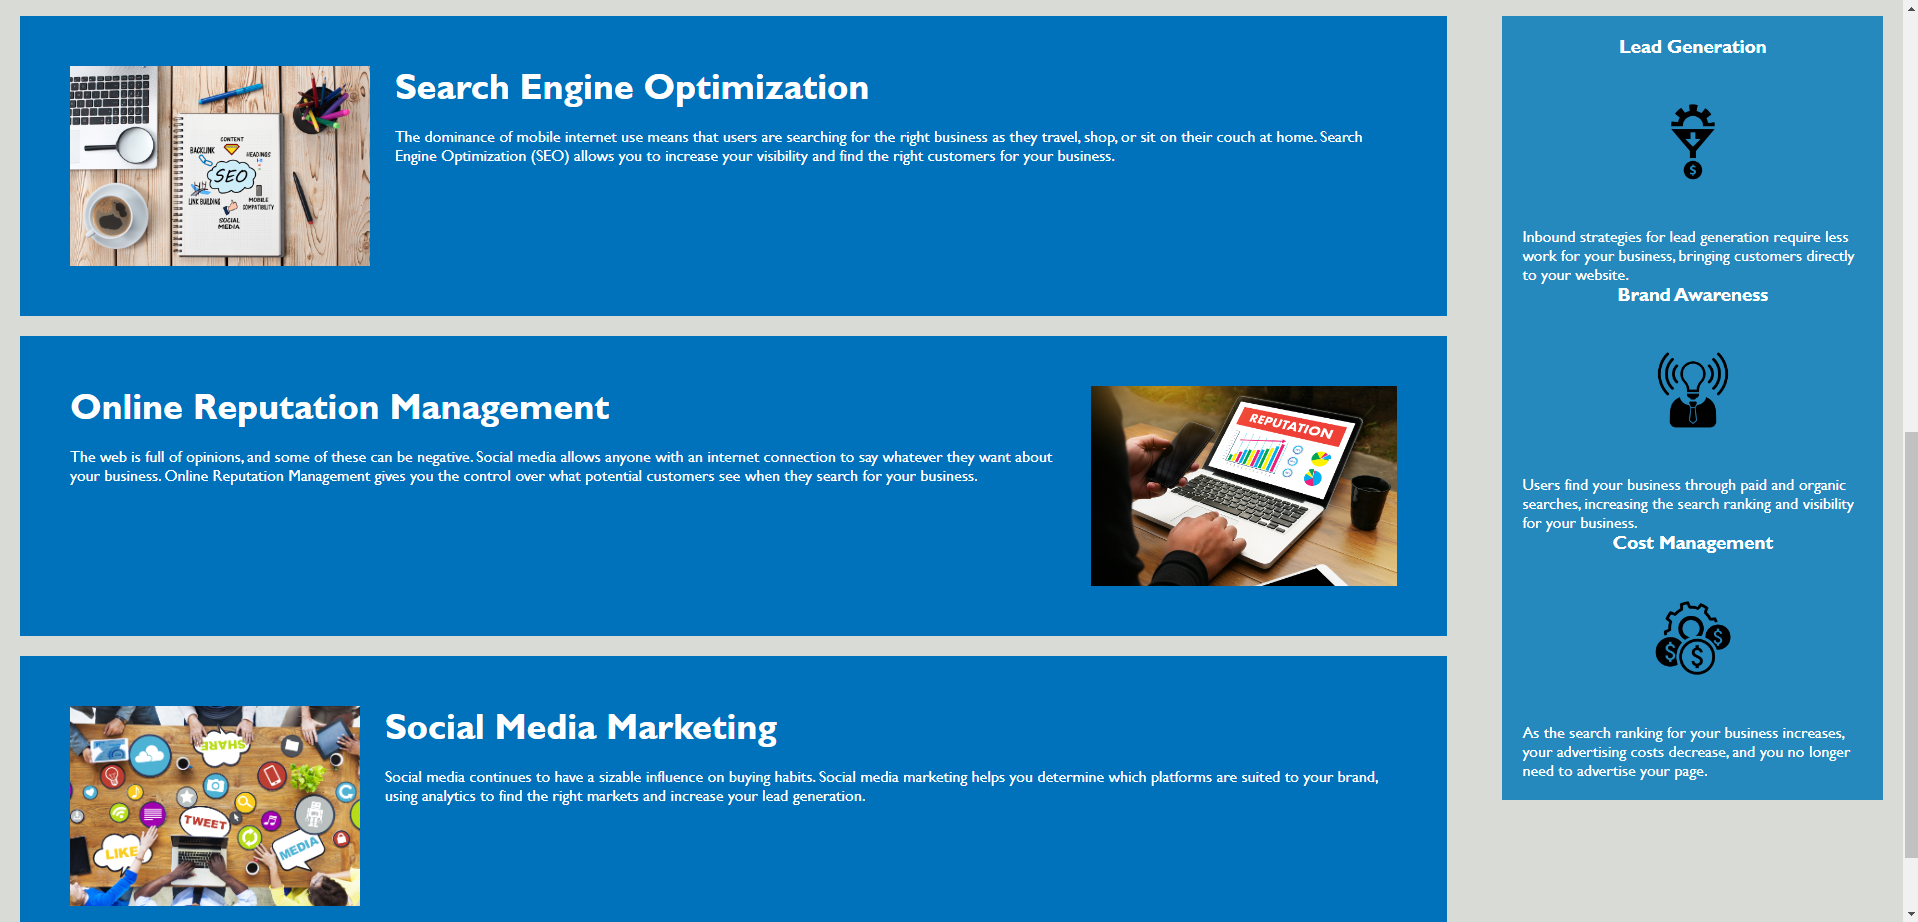 Search Engine Optimization
The dominance of mobile internet use means that users are searching for the right business as they travel, shop, or sit on their couch at home. Search
Engine Optimization (SEO) allows you to increase your visibility and find the right customers for your business.
CONTENT
BACKLINK
HEADINGS
SEO
LINK BUILDING
MOBILE
COMPATIBILITY
SOCIAL
MEDIA
Online Reputation Management
The web is full of opinions, and some of these can be negative. Social media allows anyone with an internet connection to say whatever they want about
your business. Online Reputation Management gives you the control over what potential customers see when they search for your business.
REPUTATION
Social Media Marketing
Social media continues to have a sizable influence on buying habits. Social media marketing helps you determine which platforms are suited to your brand,
using analytics to find the right markets and increase your lead generation.
SHARE
TWEET
LIKE
MEDIA
Lead Generation
$
Inbound strategies for lead generation require less
work for your business, bringing customers directly
to your website.
Brand Awareness
Users find your business through paid and organic
searches, increasing the search ranking and visibility
for your business.
Cost Management
$
$
$
As the search ranking for your business increases,
your advertising costs decrease, and you no longer
need to advertise your page.